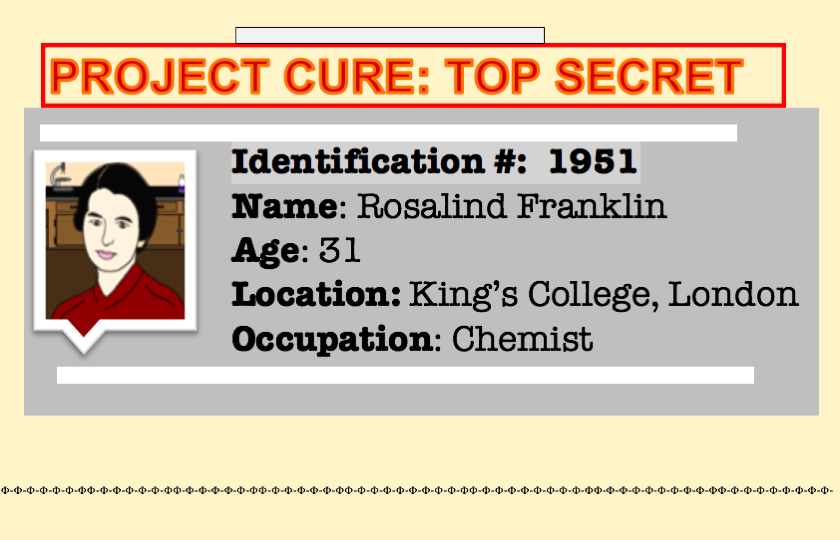 PROJECT CURE: TOP SECRET
Identification #:  1951
Name: Rosalind Franklin
Age: 31
Location: King’s College, London
Occupation: Chemist